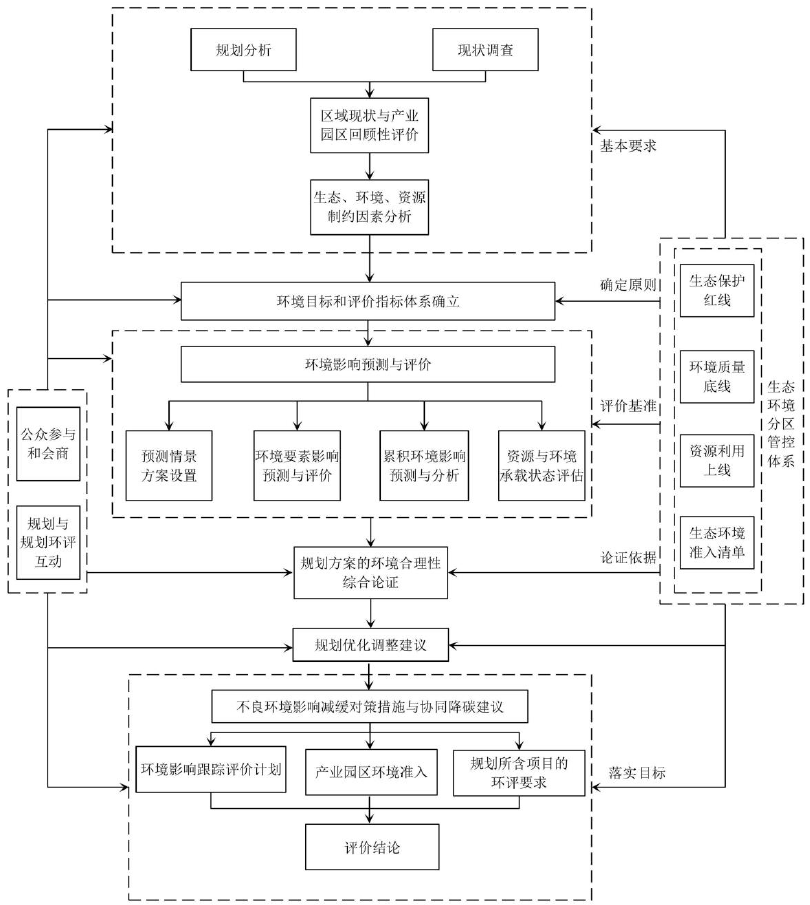 规划分析
现状调查
区域现状与产业
园区回顾性评价
基本要求
生态、环境、资源
制约因素分析
环境目标和评价指标体系确立
确定原则
生态保护
红线
环境影响预测与评价
环境质量
底线
生态
环境
分区
管控
体系
评价基准
公众参与
和会商
预测情景
方案设置
环境要素影响
预测与评价
累积环境影响
预测与分析
资源与环境
承载状态评估
资源利用
上线
规划与
规划环评
互动
规划方案的环境合理性
综合论证
论证依据
生态环境
准入清单
规划优化调整建议
不良环境影响减缓对策措施与协同降碳建议
环境影响跟踪评价计划
产业园区环境准入
规划所含项目的
环评要求
落实目标
评价结论